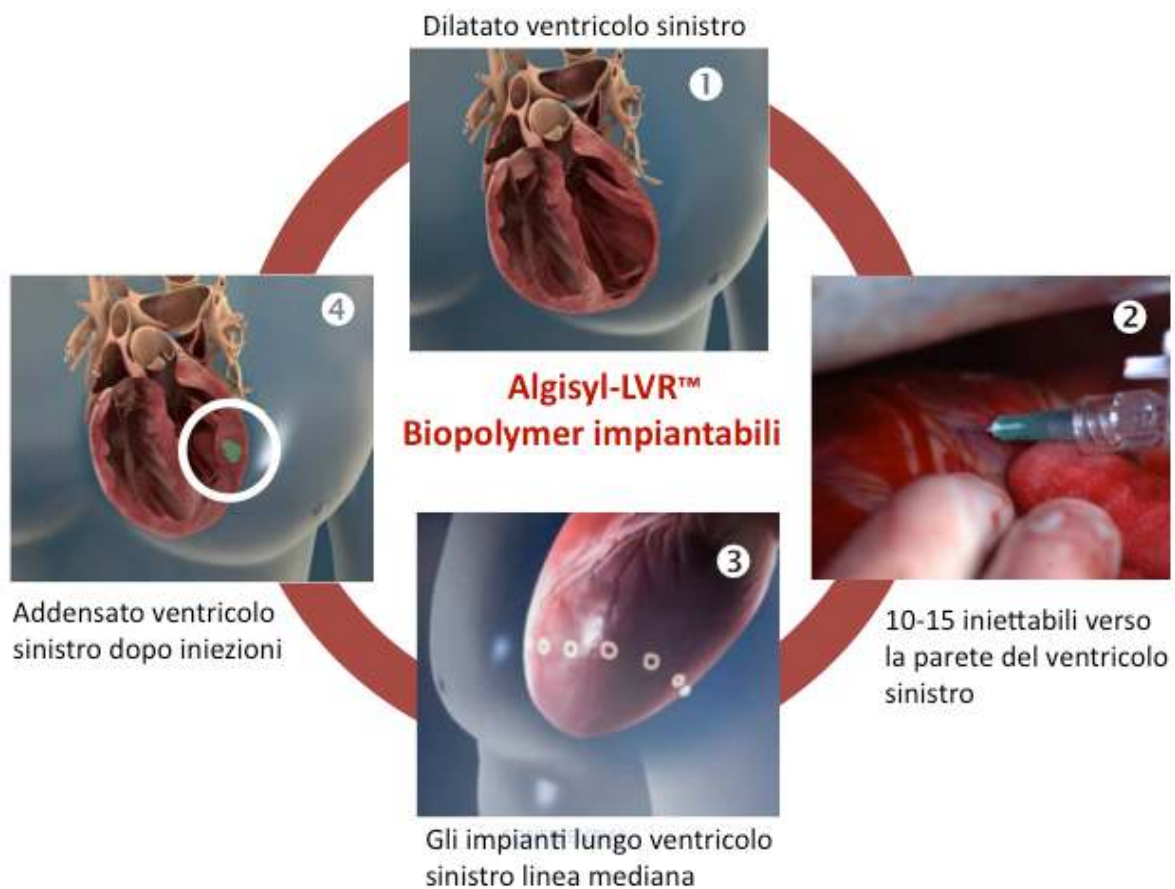 Dilatato ventricolo sinistro
1
4
2
Algisyl-LVR™
Biopolymer impiantabili
3
Addensato ventricolo
sinistro dopo iniezioni
10-15 iniettabili verso
la parete del ventricolo
sinistro
Gli impianti lungo ventricolo
sinistro linea mediana